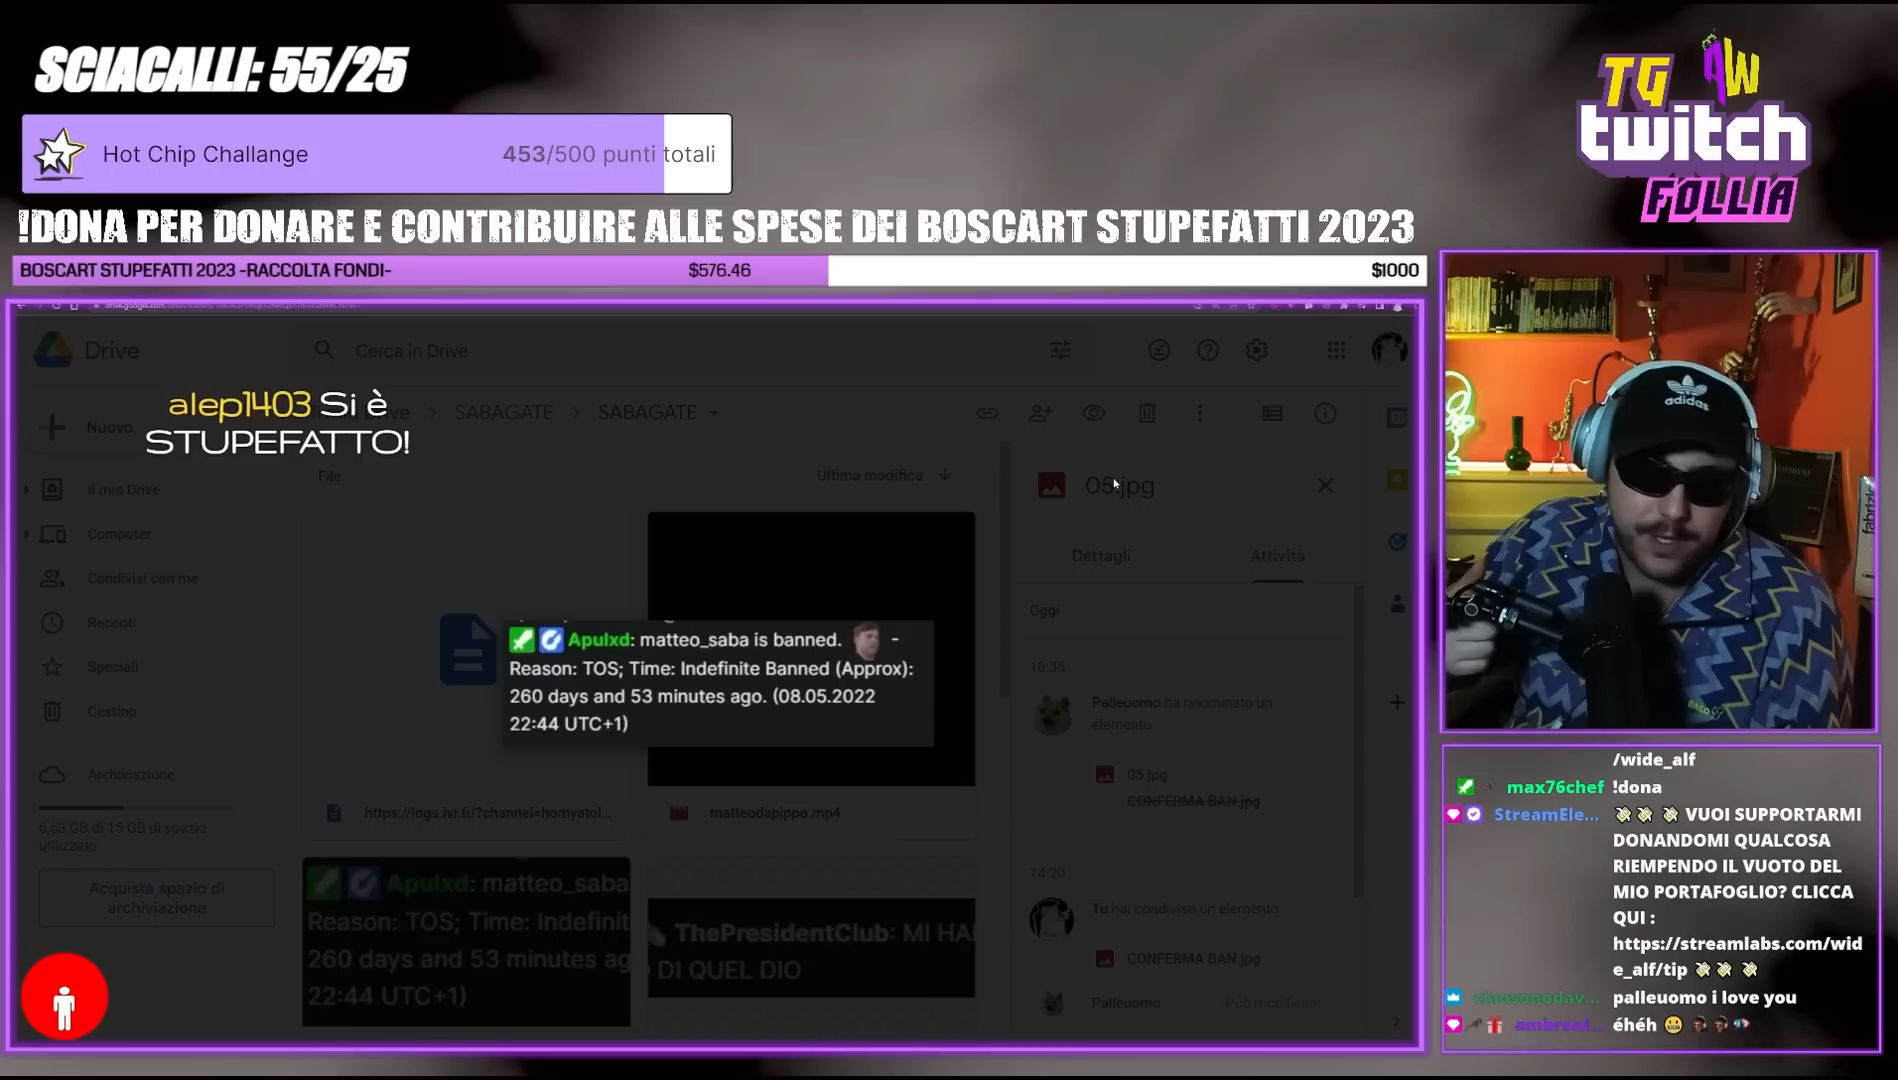 SCIACALLI: 55/25
Hot Chip Challange
453/500 punti totali
!DONA PER DONARE E CONTRIBUIRE ALLE SPESE DEI BOSCART STUPEFATTI 2023
BOSCART STUPEFATTI 2023 -RACCOLTA FONDI-
$576.46
$1000
TG AW
twitch
FOLLIA
Drive
Cerca in Drive
alep1403 Si è
STUPEFATTO!
Nuovo
SABAGATE
SABAGATE
File
Ultima modifica
Il mio Drive
Computer
Condivisi con me
Recenti
Speciali
Cestino
Archiviazione
6,63 GB di 15 GB di spazio
utilizzato
Acquista spazio di
archiviazione
Apulxd: matteo_saba is banned. -
Reason: TOS; Time: Indefinite Banned (Approx):
260 days and 53 minutes ago. (08.05.2022
22:44 UTC+1)
https://logs.ivr.fi/?channel=homyatol...
matteodapippo.mp4
Apulxd: matteo_saba
Reason: TOS; Time: Indefinit
260 days and 53 minutes ag
22:44 UTC+1)
ThePresidentClub: MI HA
DI QUEL DIO
05.jpg
Dettagli
Attività
Oggi
16:35
Palleuomo ha rinominato un
elemento
05.jpg
CONFERMA BAN.jpg
14:20
Tu hai condiviso un elemento
CONFERMA BAN.jpg
Palleuomo
Può modificare
adidas
/wide_alf
max76chef !dona
StreamEle... VUOI SUPPORTARMI
DONANDOMI QUALCOSA
RIEMPENDO IL VUOTO DEL
MIO PORTAFOGLIO? CLICCA
QUI :
https://streamlabs.com/wid
e_alf/tip
ciaosonodav... palleuomo i love you
ambreal... éhéh